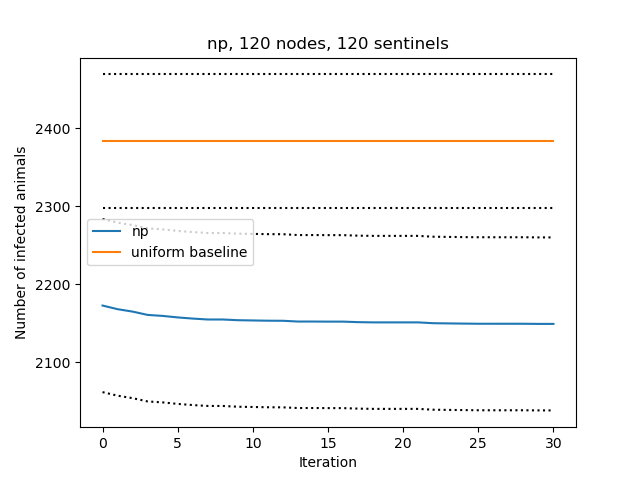 np, 120 nodes, 120 sentinels
Number of infected animals
2400
2300
2200
2100
np
uniform baseline
0 5 10 15 20 25 30
Iteration